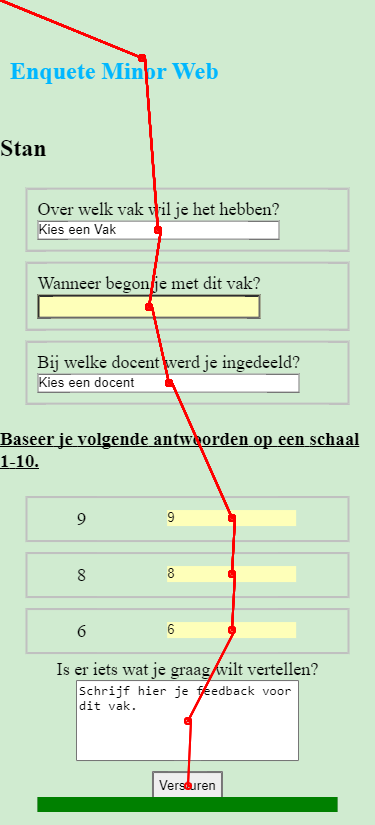 Enquete Minor Web
Stan
Over welk vak wil je het hebben?
Kies een Vak
Wanneer begon je met dit vak?
Bij welke docent werd je ingedeeld?
Kies een docent
Baseer je volgende antwoorden op een schaal
1-10.
9 9
8 8
6 6
Is er iets wat je graag wilt vertellen?
Schrijf hier je feedback voor
dit vak.
Versturen